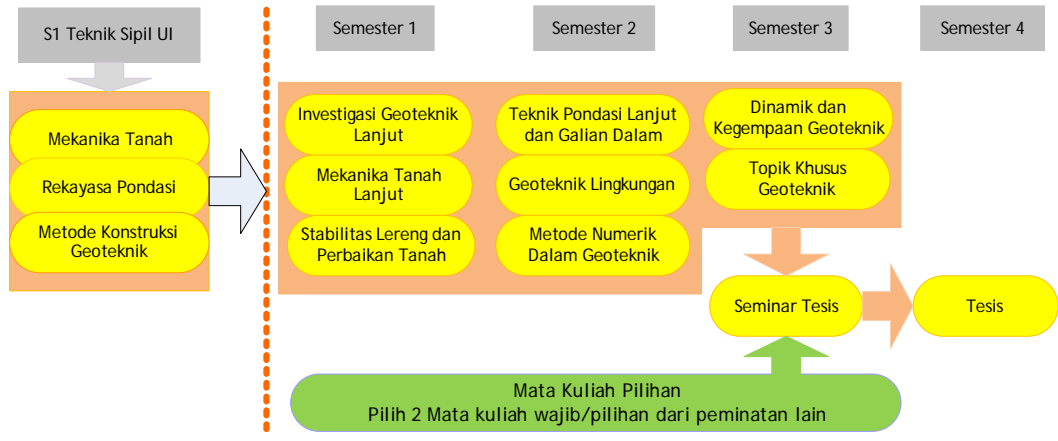 S1 Teknik Sipil UI
Semester 1
Semester 2
Semester 3
Semester 4
Mekanika Tanah
Rekayasa Pondasi
Metode Konstruksi
Geoteknik
Investigasi Geoteknik
Lanjut
Mekanika Tanah
Lanjut
Stabilitas Lereng dan
Perbaikan Tanah
Teknik Pondasi Lanjut
dan Galian Dalam
Geoteknik Lingkungan
Metode Numerik
Dalam Geoteknik
Dinamik dan
Kegempaan Geoteknik
Topik Khusus
Geoteknik
Seminar Tesis
Tesis
Mata Kuliah Pilihan
Pilih 2 Mata kuliah wajib/pilihan dari peminatan lain